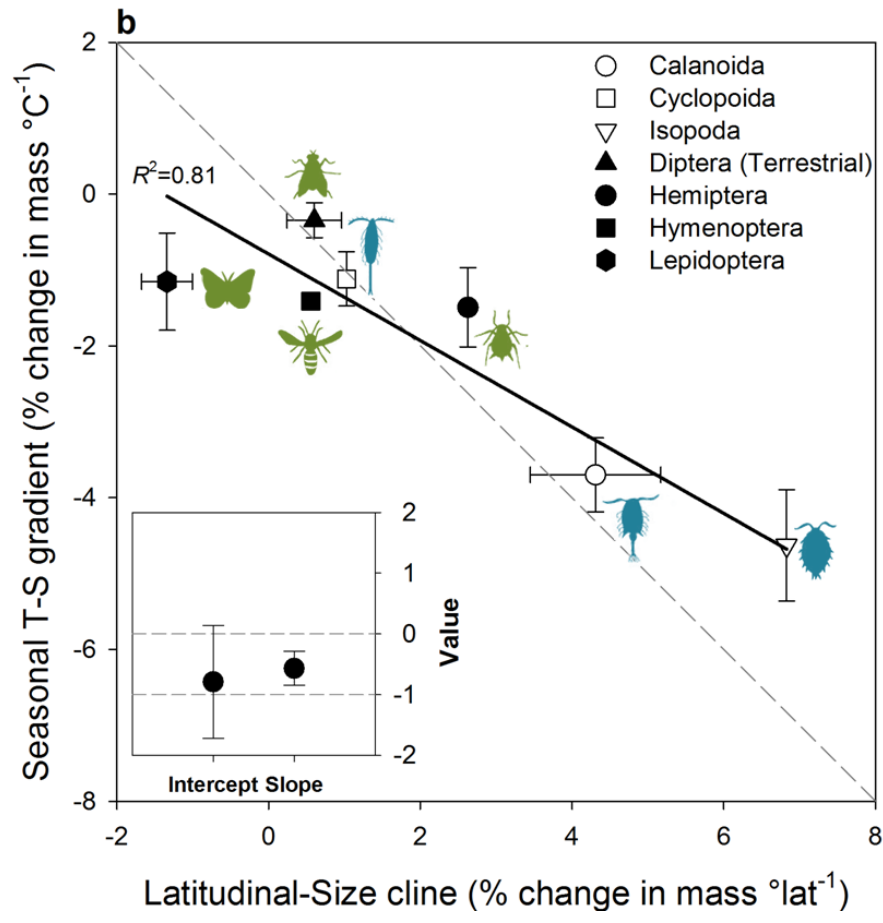 b
Seasonal T-S gradient (% change in mass °C⁻¹)
2
0
-2
-4
-6
-8
R²=0.81
Calanoida
Cyclopoida
Isopoda
Diptera (Terrestrial)
Hemiptera
Hymenoptera
Lepidoptera
2
1
0
-1
-2
Value
Intercept Slope
-2 0 2 4 6 8
Latitudinal-Size cline (% change in mass °lat⁻¹)